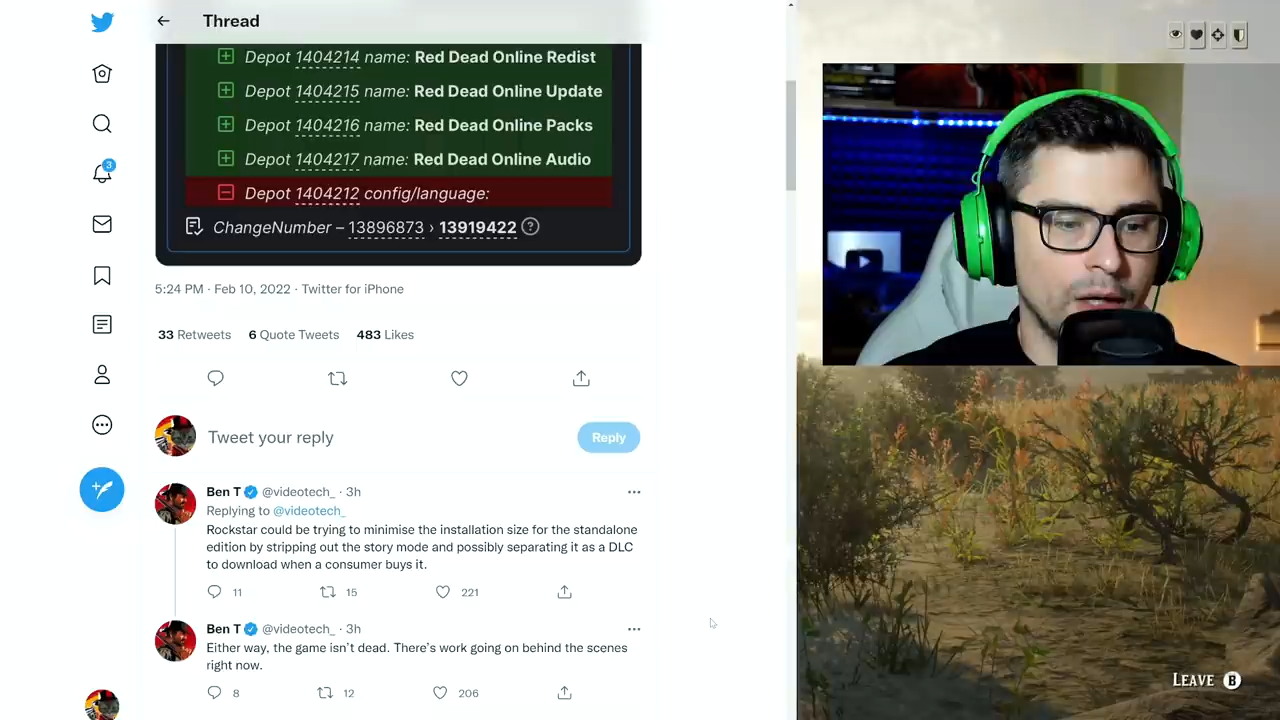 Thread
Depot 1404214 name: Red Dead Online Redist
Depot 1404215 name: Red Dead Online Update
Depot 1404216 name: Red Dead Online Packs
Depot 1404217 name: Red Dead Online Audio
Depot 1404212 config/language:
ChangeNumber – 13896873 › 13919422 ?
5:24 PM · Feb 10, 2022 · Twitter for iPhone
33 Retweets 6 Quote Tweets 483 Likes
Tweet your reply
Reply
Ben T @videotech_ · 3h
Replying to @videotech_
Rockstar could be trying to minimise the installation size for the standalone
edition by stripping out the story mode and possibly separating it as a DLC
to download when a consumer buys it.
11 15 221
Ben T @videotech_ · 3h
Either way, the game isn't dead. There's work going on behind the scenes
right now.
8 12 206
3
LEAVE B